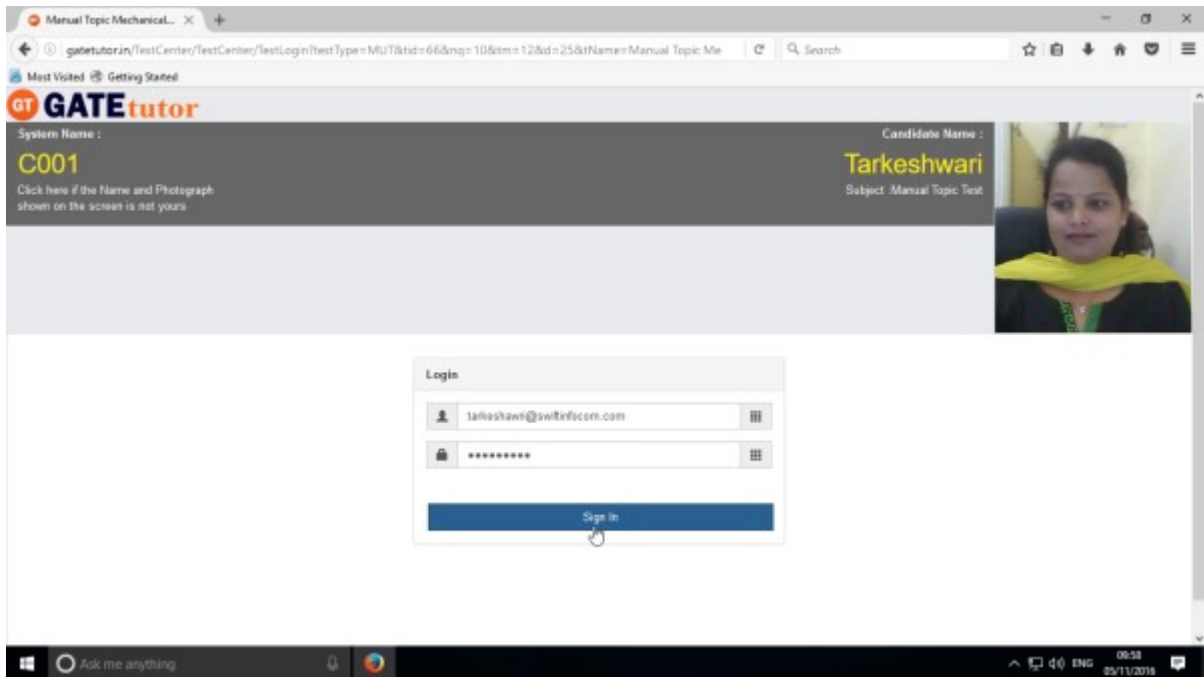 Manual Topic Mechanical...
gatetutor.in/TestCenter/TestCenter/TestLogin?testType=MUT&tid=66&nq=10&tm=12&d=25&tName=Manual Topic Me
Search
Most Visited Getting Started
GT GATEtutor
System Name :
C001
Click here if the Name and Photograph
shown on the screen is not yours
Candidate Name :
Tarkeshwari
Subject :Manual Topic Test
Login
tarkeshawri@swiftinfocom.com
Sign In
Ask me anything
ENG
09:53
05/11/2016